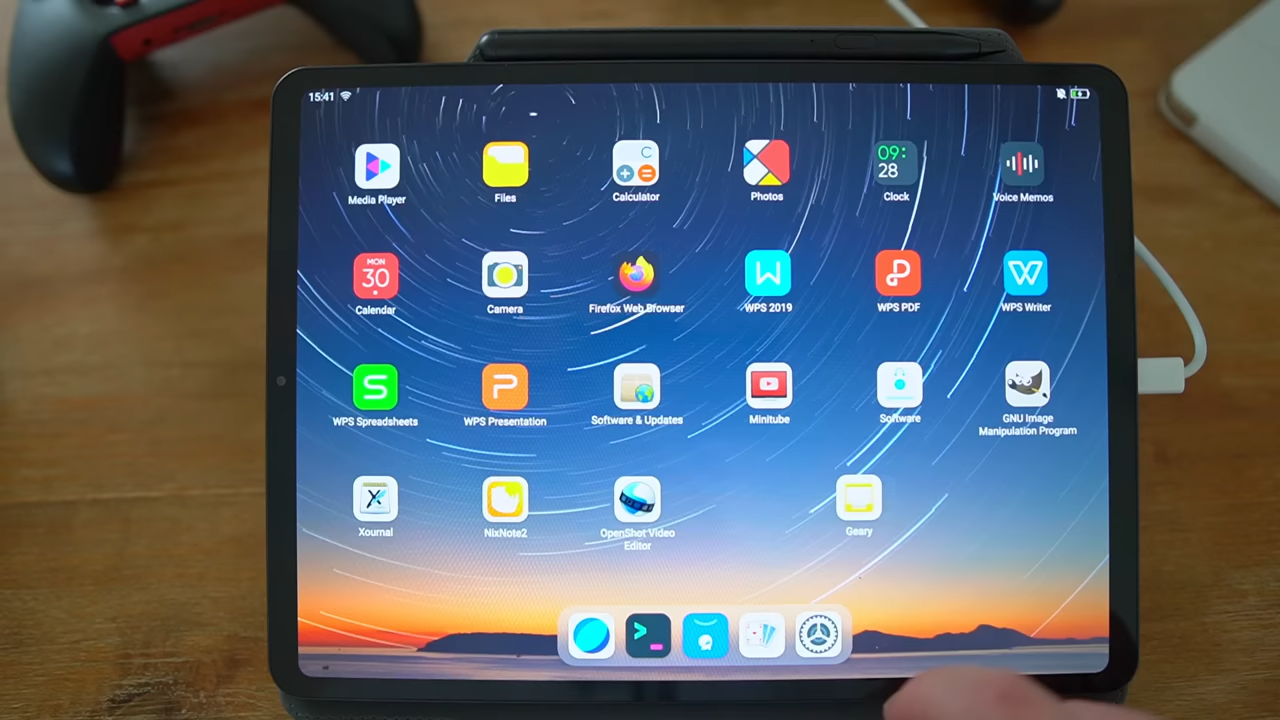 15:41
Media Player
Files
Calculator
Photos
09:
28
Clock
Voice Memos
MON
30
Calendar
Camera
Firefox Web Browser
WPS 2019
WPS PDF
WPS Writer
WPS Spreadsheets
WPS Presentation
Software & Updates
Minitube
Software
GNU Image
Manipulation Program
Xournal
NixNote2
OpenShot Video
Editor
Geary